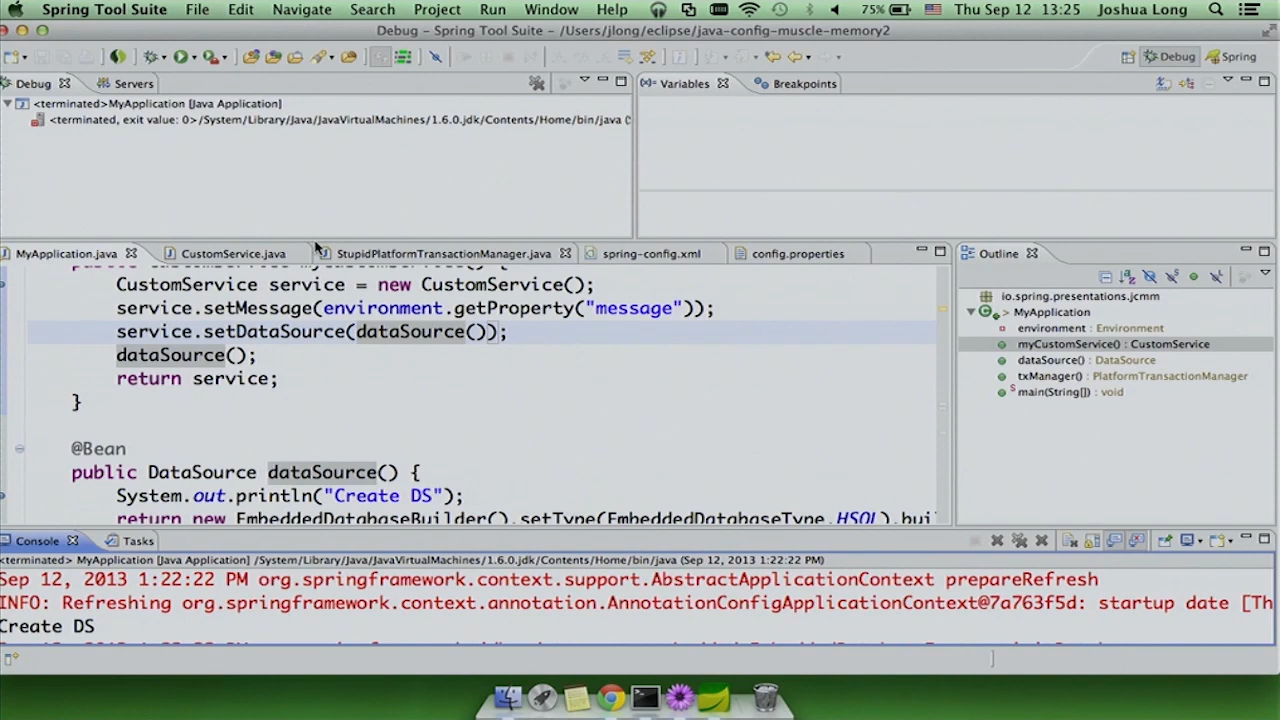 Spring Tool Suite File Edit Navigate Search Project Run Window Help 75% Thu Sep 12 13:25 Joshua Long
Debug - Spring Tool Suite - /Users/jlong/eclipse/java-config-muscle-memory2
Debug Spring
Debug Servers
Variables Breakpoints
<terminated>MyApplication [Java Application]
<terminated, exit value: 0>/System/Library/Java/JavaVirtualMachines/1.6.0.jdk/Contents/Home/bin/java (
MyApplication.java CustomService.java StupidPlatformTransactionManager.java spring-config.xml config.properties
Outline
CustomService service = new CustomService();
service.setMessage(environment.getProperty("message"));
service.setDataSource(dataSource());
dataSource();
return service;
}
@Bean
public DataSource dataSource() {
System.out.println("Create DS");
return new EmbeddedDatabaseBuilder().setType(EmbeddedDatabaseType.HSQL).buil
io.spring.presentations.jcmm
> MyApplication
environment : Environment
myCustomService() : CustomService
dataSource() : DataSource
txManager() : PlatformTransactionManager
main(String[]) : void
Console Tasks
<terminated> MyApplication [Java Application] /System/Library/Java/JavaVirtualMachines/1.6.0.jdk/Contents/Home/bin/java (Sep 12, 2013 1:22:22 PM)
Sep 12, 2013 1:22:22 PM org.springframework.context.support.AbstractApplicationContext prepareRefresh
INFO: Refreshing org.springframework.context.annotation.AnnotationConfigApplicationContext@7a763f5d: startup date [Th
Create DS